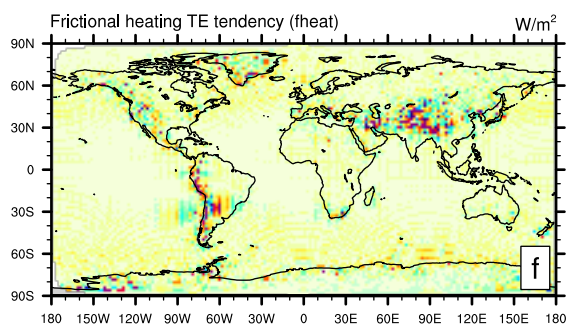 Frictional heating TE tendency (fheat) W/m²
90N
60N
30N
0
30S
60S
90S
f
180 150W 120W 90W 60W 30W 0 30E 60E 90E 120E 150E 180